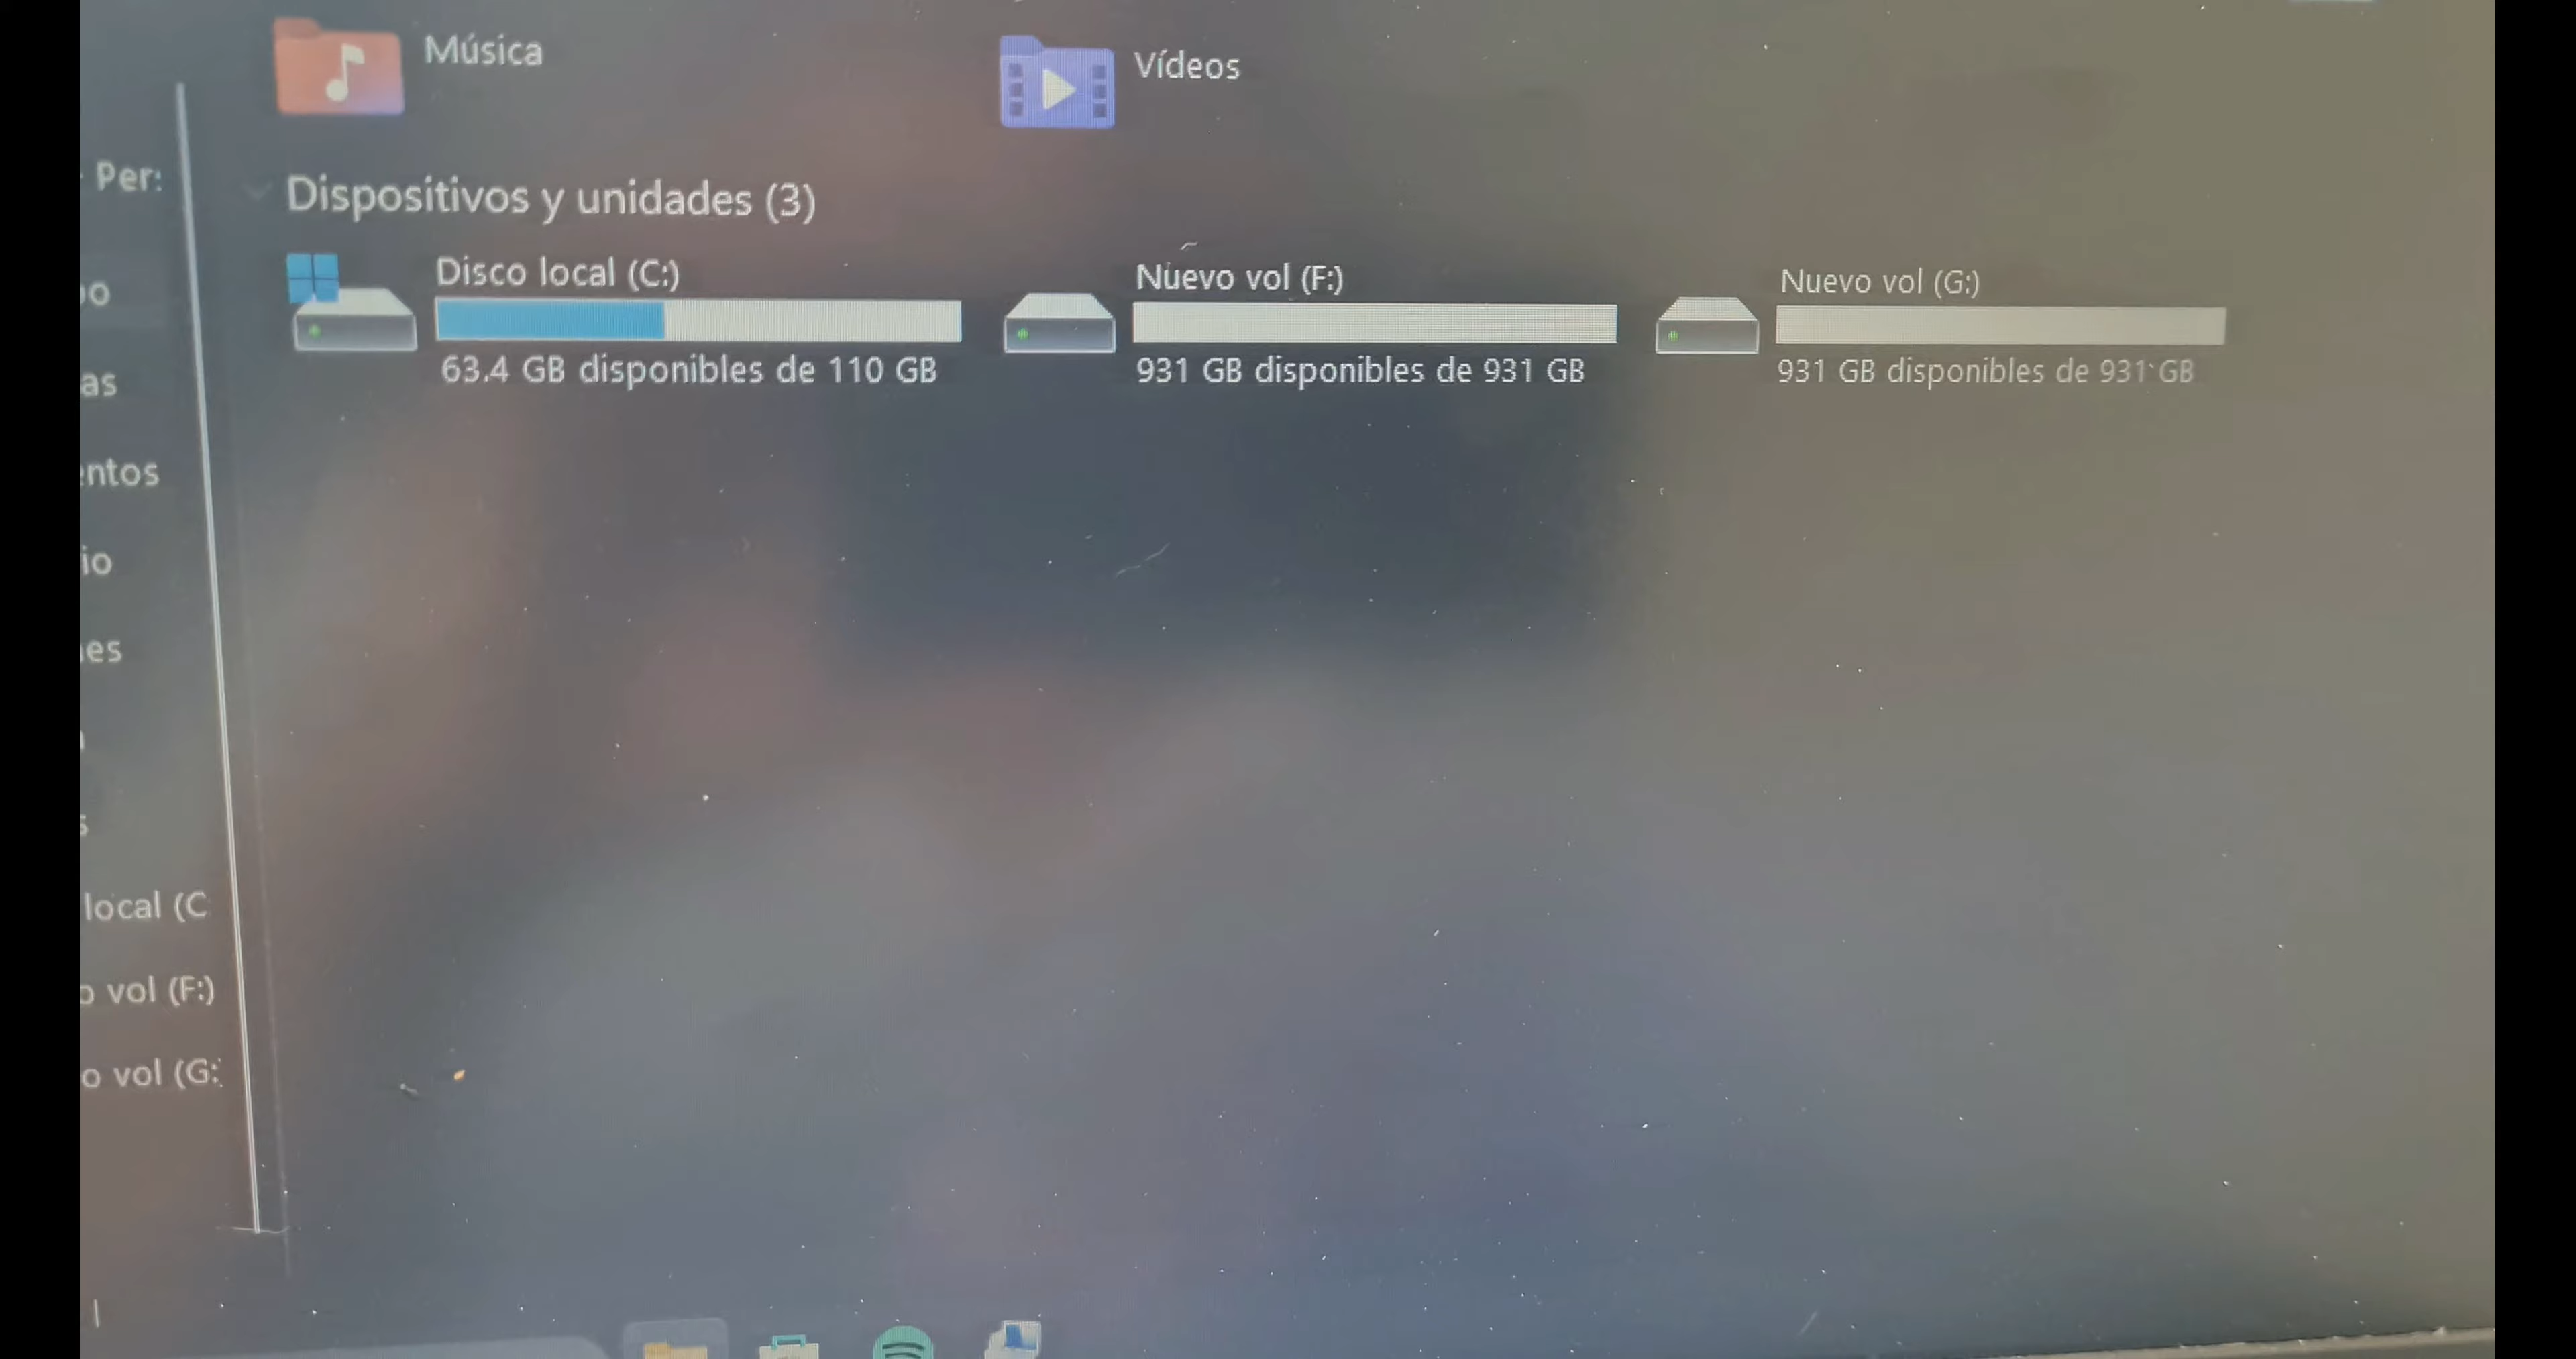 Música
Vídeos
Per:
Dispositivos y unidades (3)
Disco local (C:)
63.4 GB disponibles de 110 GB
Nuevo vol (F:)
931 GB disponibles de 931 GB
Nuevo vol (G:)
931 GB disponibles de 931 GB
as
entos
io
es
local (C
o vol (F:)
o vol (G: